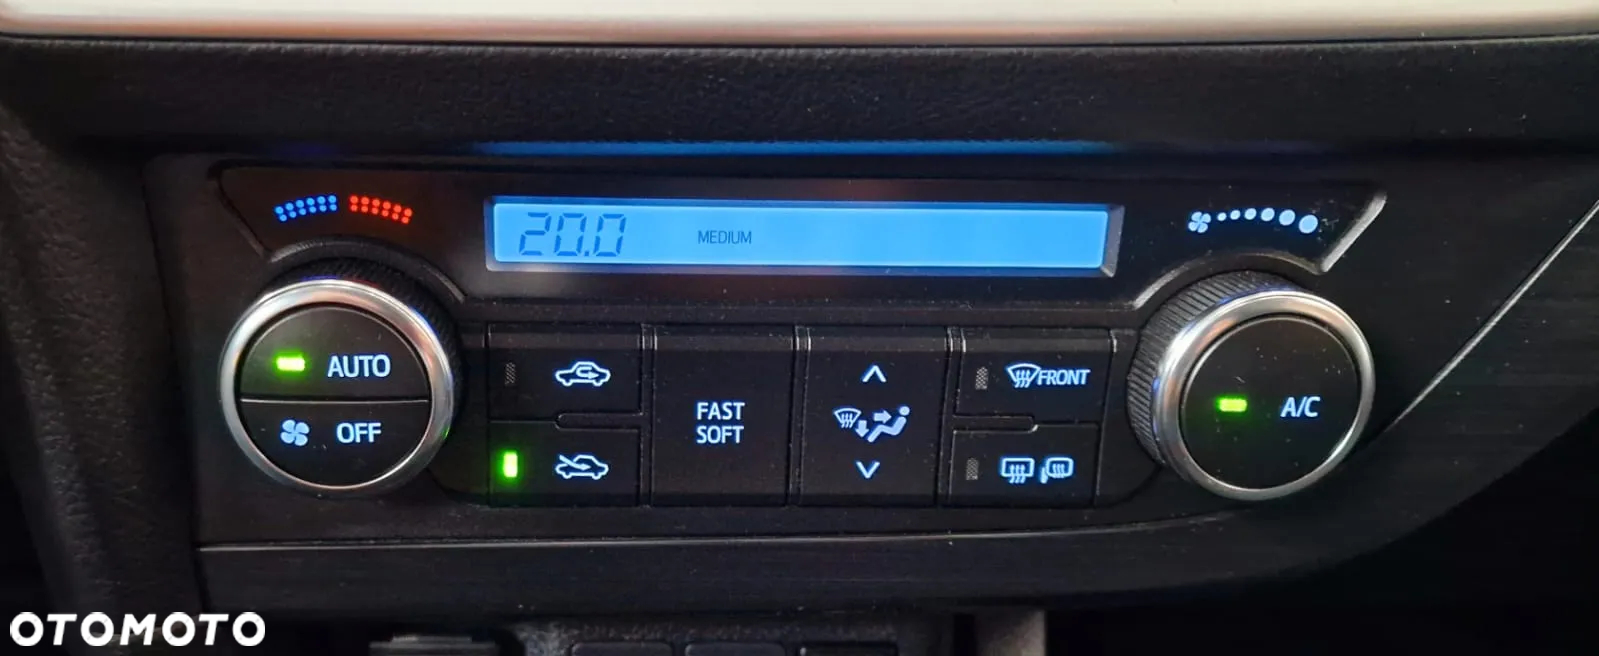 20.0 MEDIUM
AUTO
OFF
FAST
SOFT
FRONT
A/C
OTOMOTO